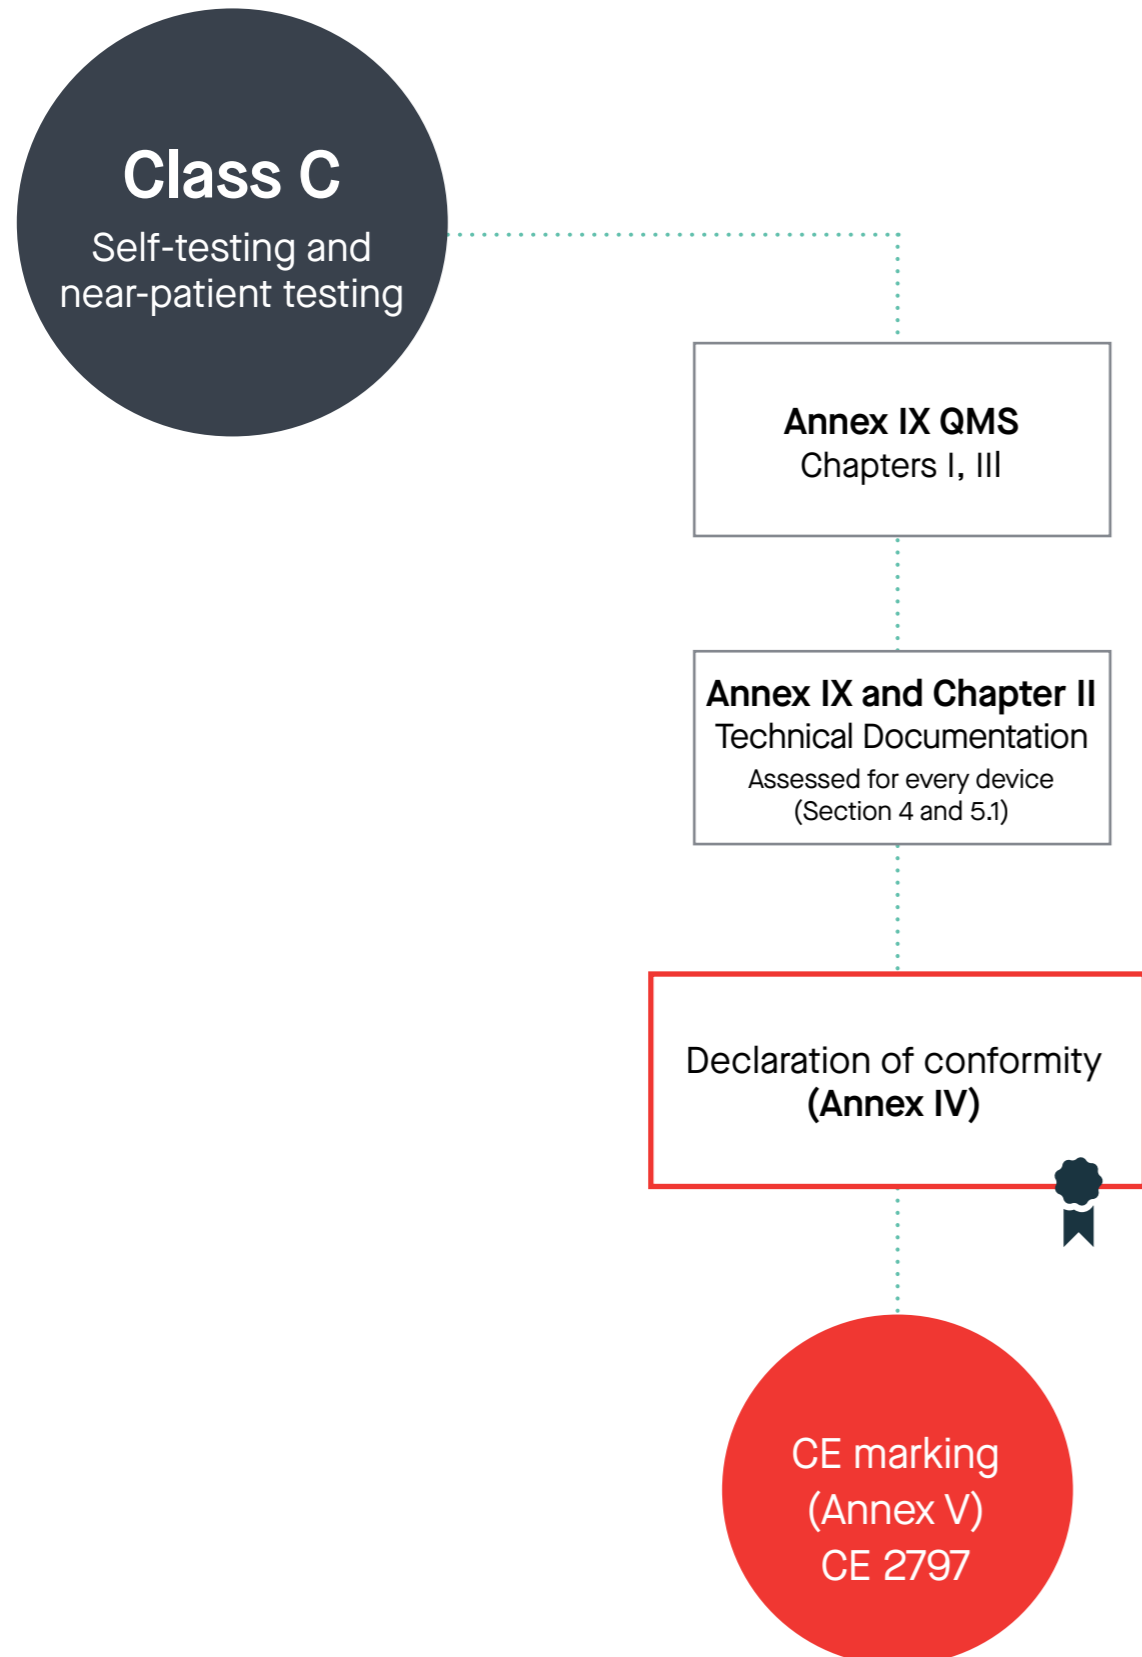 Class C
Self-testing and
near-patient testing
Annex IX QMS
Chapters I, III
Annex IX and Chapter II
Technical Documentation
Assessed for every device
(Section 4 and 5.1)
Declaration of conformity
(Annex IV)
CE marking
(Annex V)
CE 2797